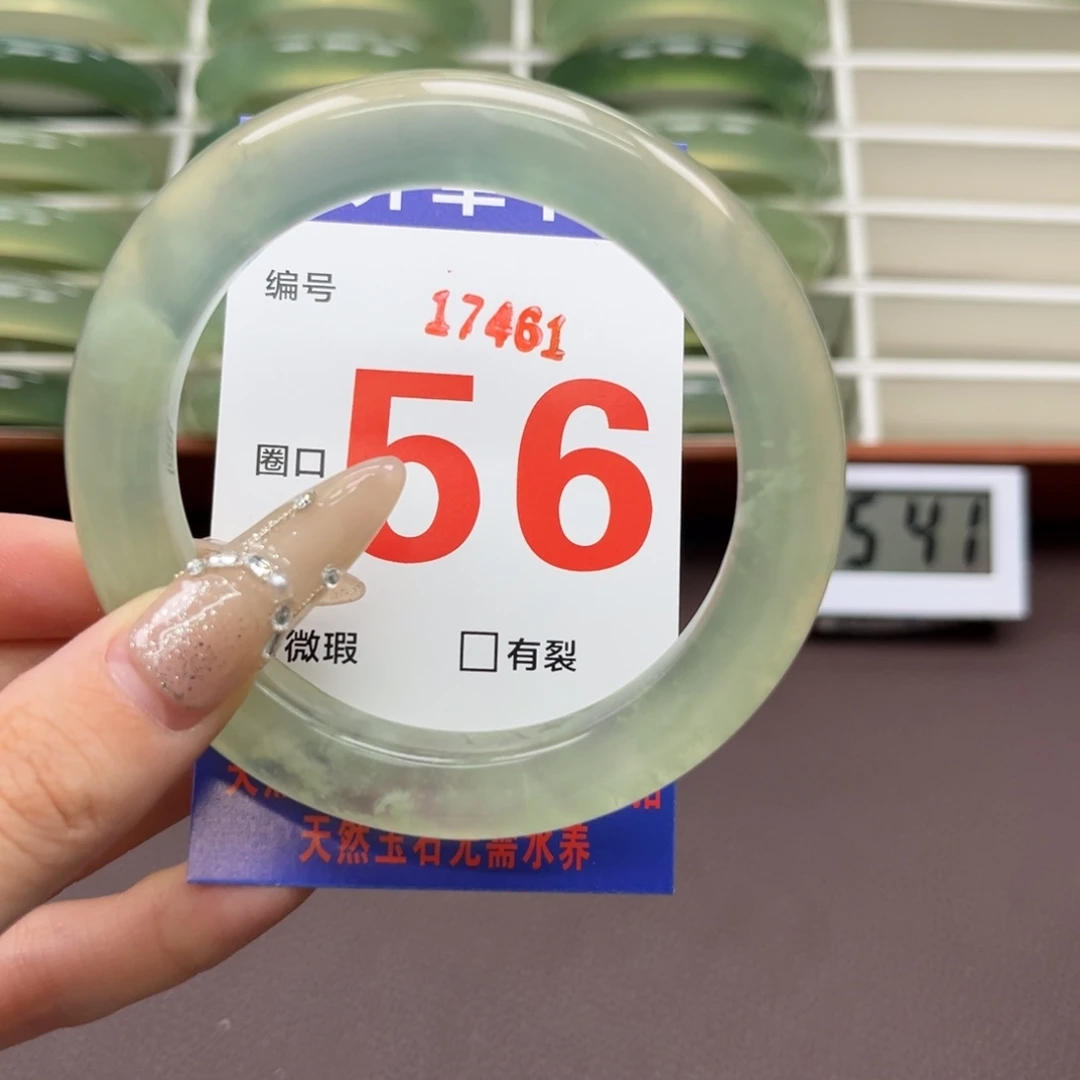 编号
17461
圈口 56
微瑕 □有裂
天然玉石无需水养
541